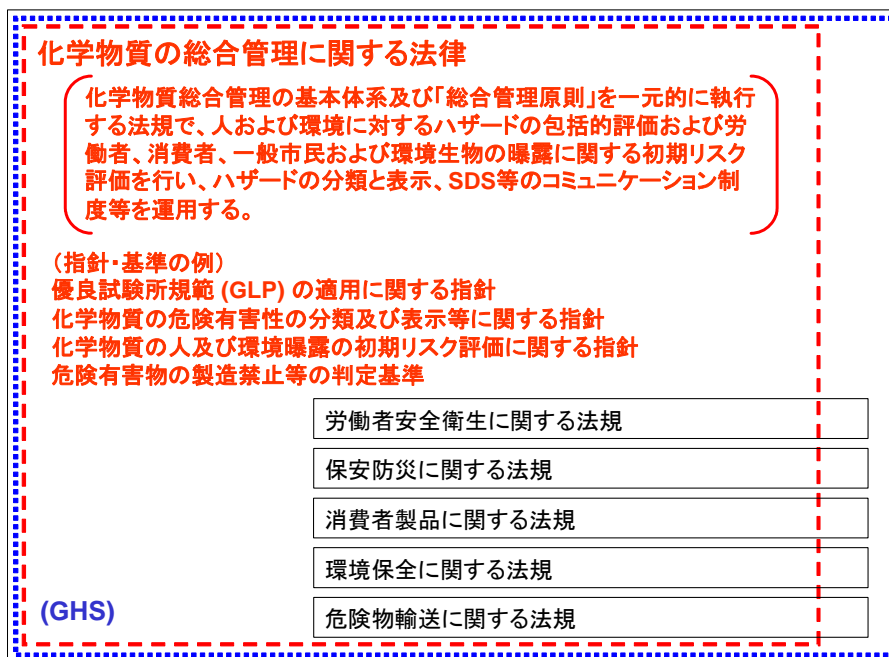 化学物質の総合管理に関する法律
化学物質総合管理の基本体系及び「総合管理原則」を一元的に執行
する法規で、人および環境に対するハザードの包括的評価および労
働者、消費者、一般市民および環境生物の曝露に関する初期リスク
評価を行い、ハザードの分類と表示、SDS等のコミュニケーション制
度等を運用する。
（指針・基準の例）
優良試験所規範 (GLP) の適用に関する指針
化学物質の危険有害性の分類及び表示等に関する指針
化学物質の人及び環境曝露の初期リスク評価に関する指針
危険有害物の製造禁止等の判定基準
労働者安全衛生に関する法規
保安防災に関する法規
消費者製品に関する法規
環境保全に関する法規
(GHS)
危険物輸送に関する法規